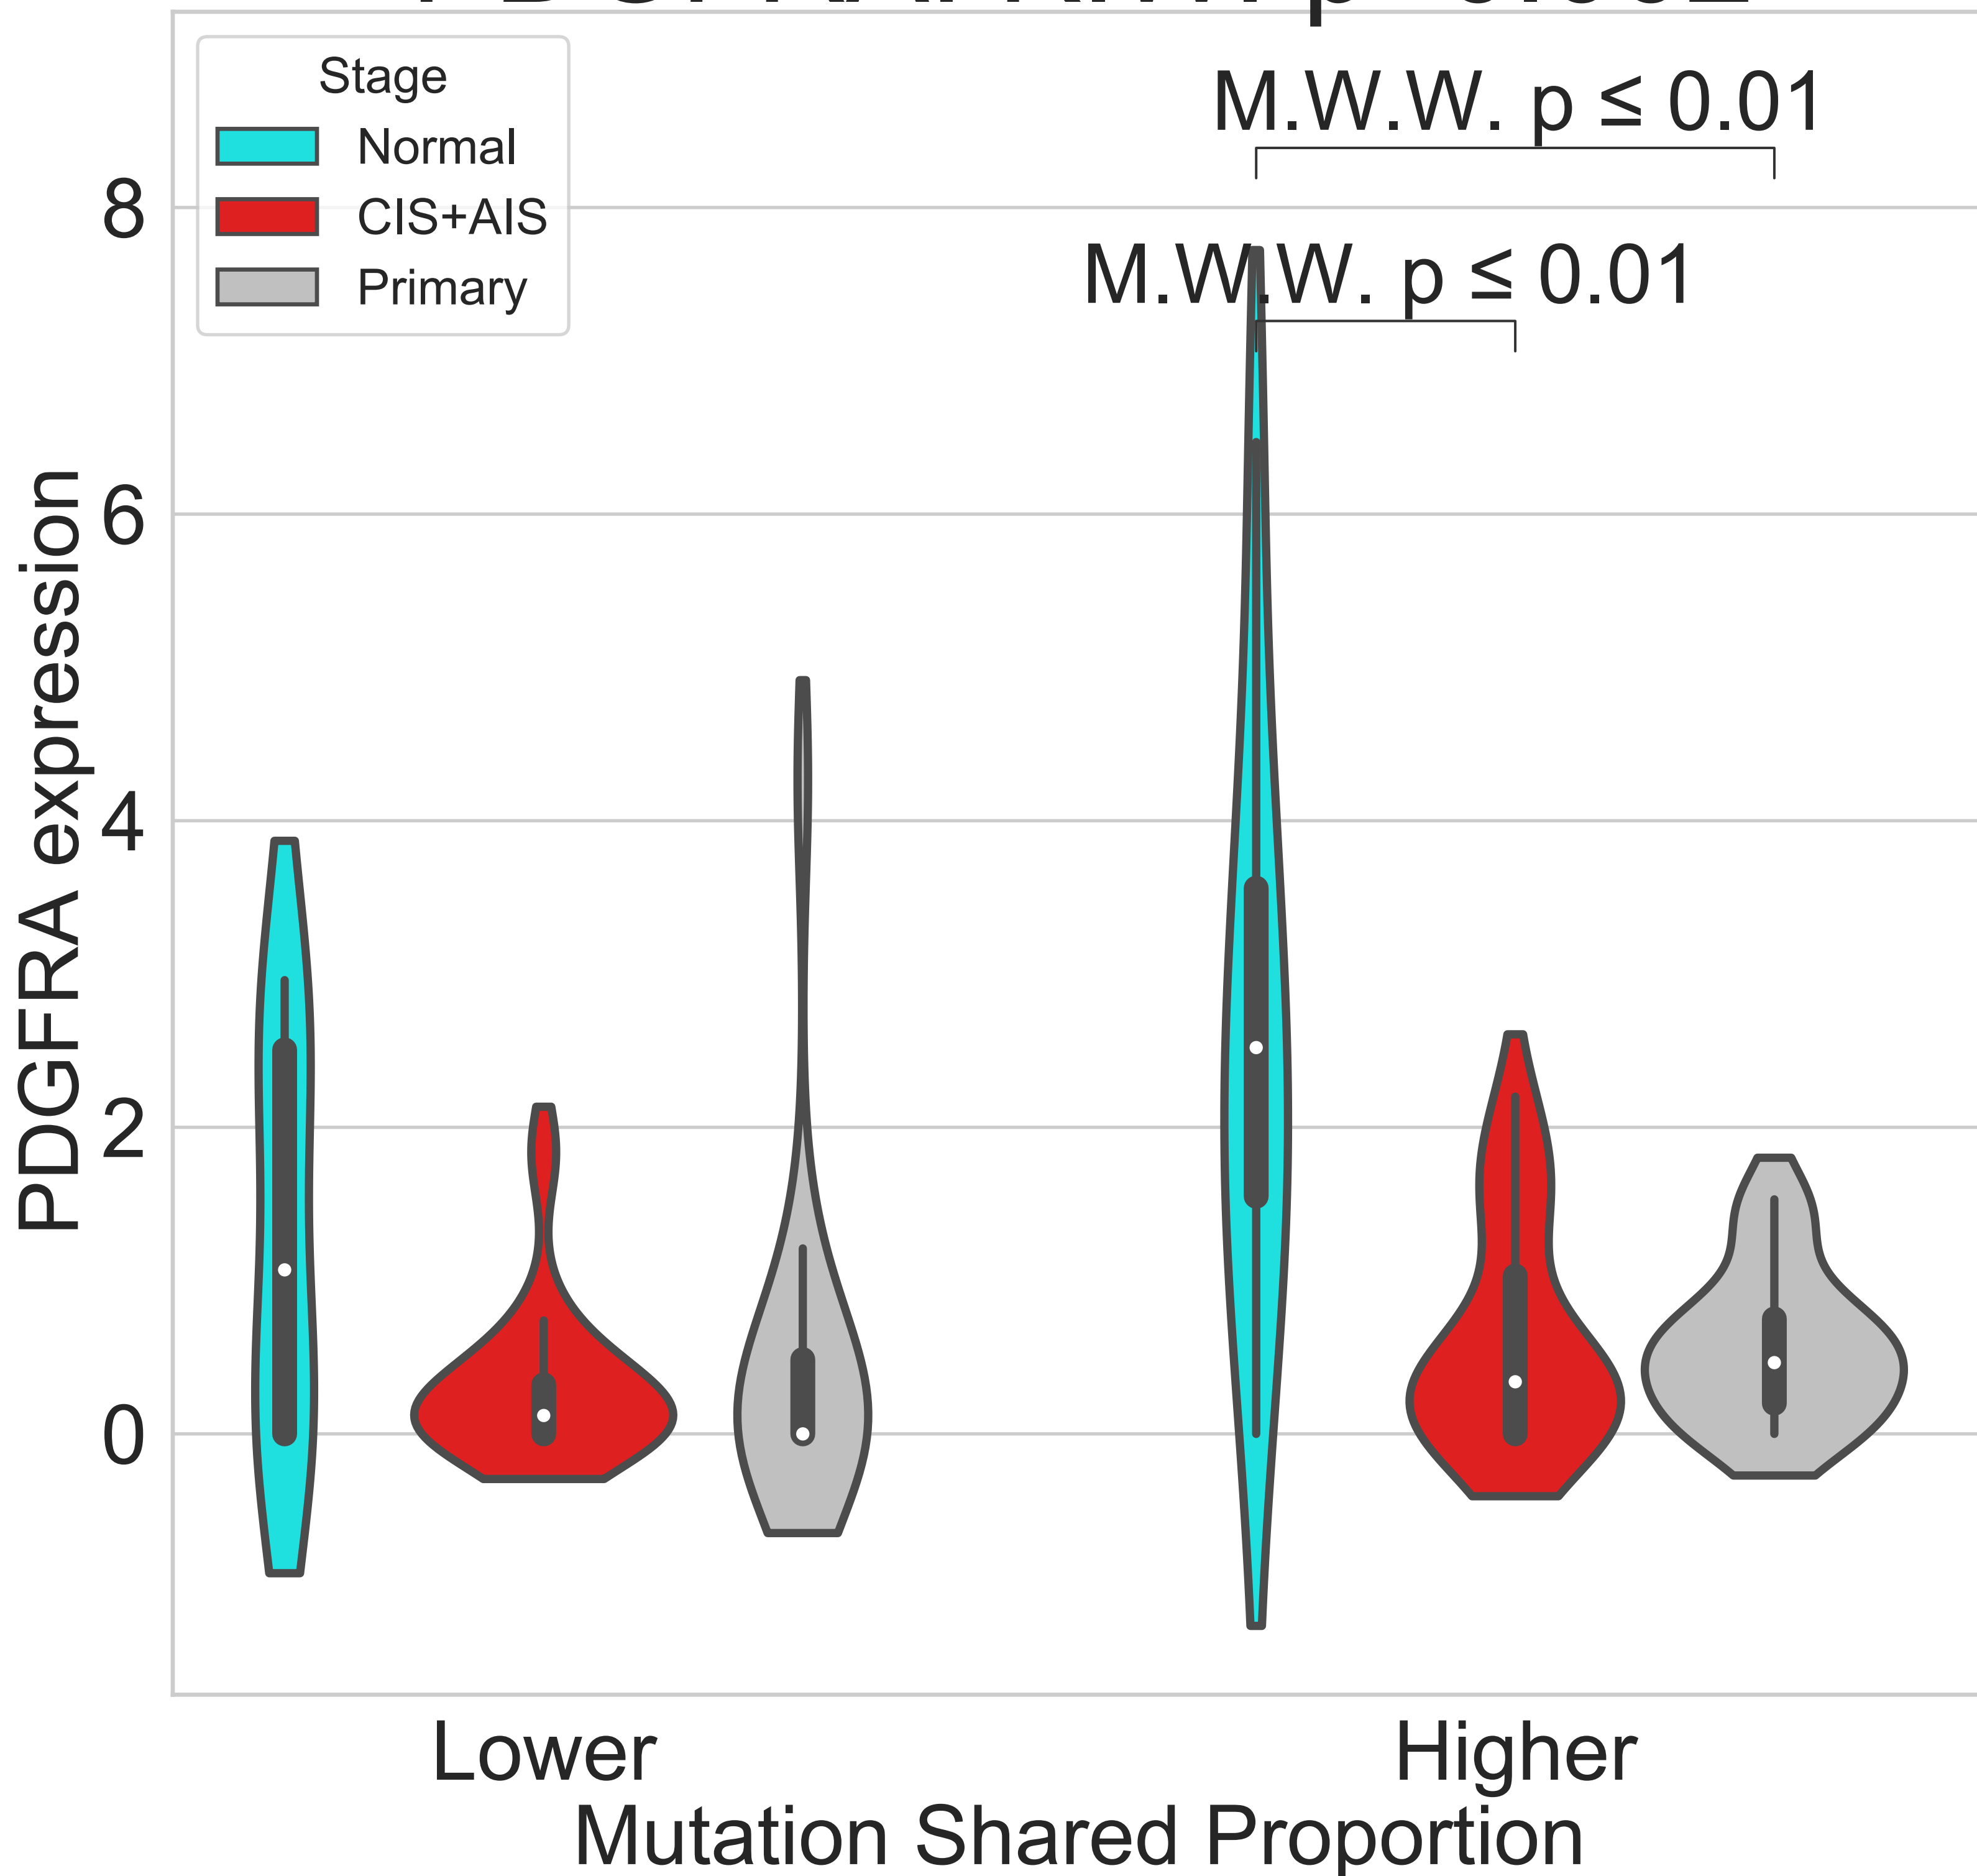 Stage
Normal
CIS+AIS
Primary
M.W.W. p ≤ 0.01
M.W.W. p ≤ 0.01
8
6
4
2
0
PDGFRA expression
Lower
Higher
Mutation Shared Proportion